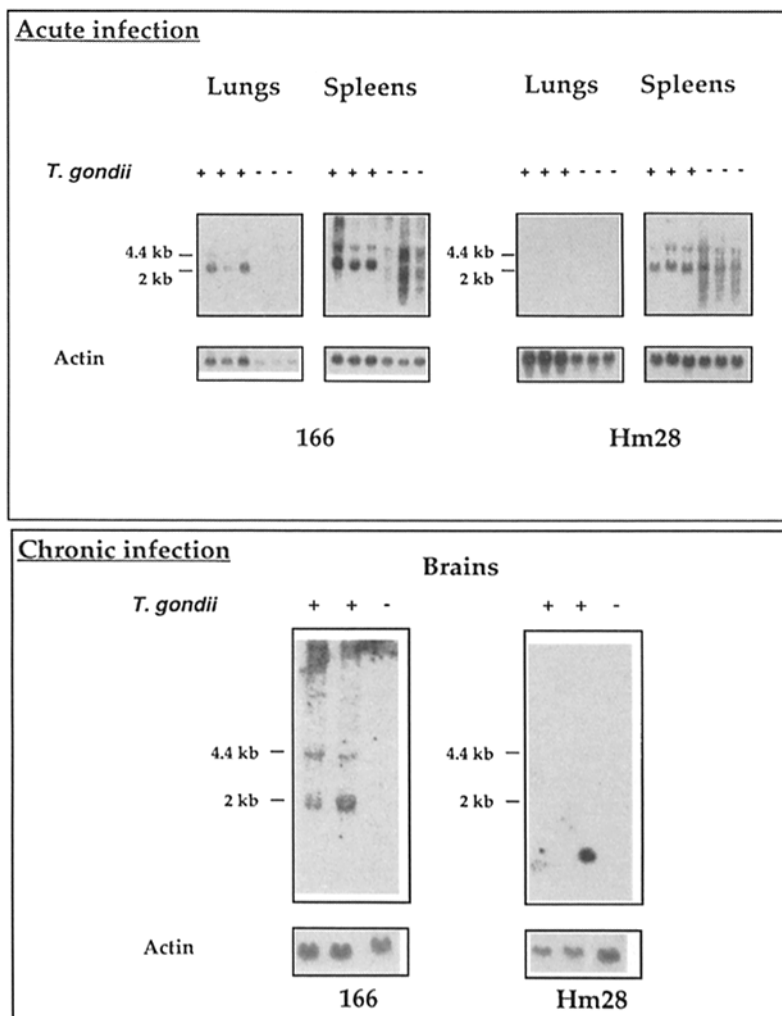 Acute infection
Lungs Spleens Lungs Spleens
T. gondii + + + - - - + + + - - - + + + - - - + + + - - -
4.4 kb 4.4 kb
2 kb 2 kb
Actin
166 Hm28
Chronic infection
Brains
T. gondii + + - + + -
4.4 kb 4.4 kb
2 kb 2 kb
Actin
166 Hm28